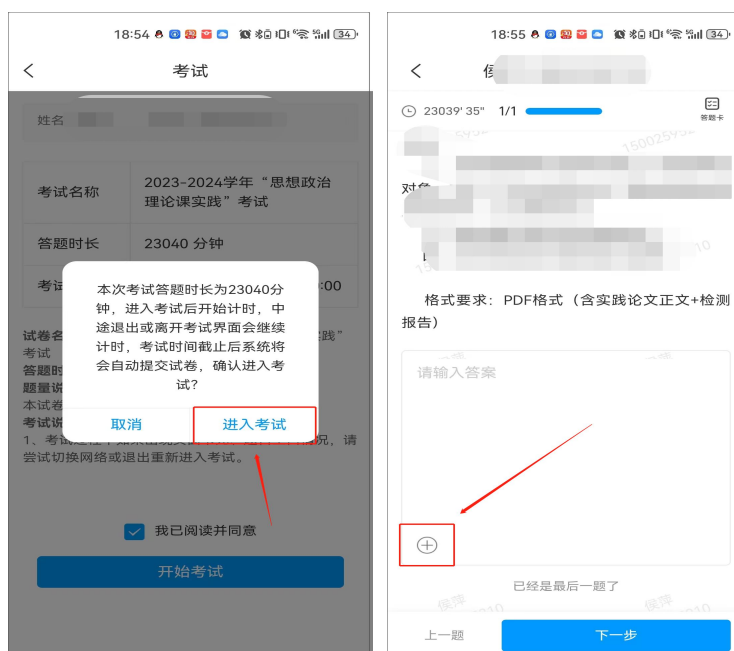 18:54
34
考试
姓名
考试名称
2023-2024学年“思想政治
理论课实践”考试
答题时长
23040 分钟
考试
:00
本次考试答题时长为23040分
钟，进入考试后开始计时，中
途退出或离开考试界面会继续
计时，考试时间截止后系统将
会自动提交试卷，确认进入考
试?
取消
进入考试
试卷名
践”
考试
答题时
题量说
本试卷
考试说
1、考试
情况，请
尝试切换网络或退出重新进入考试。
我已阅读并同意
开始考试
18:55
34
侯
23039'35"
1/1
答题卡
15002595
对象
格式要求：PDF格式（含实践论文正文+检测
报告）
请输入答案
已经是最后一题了
侯萍
侯萍
上一题
下一步